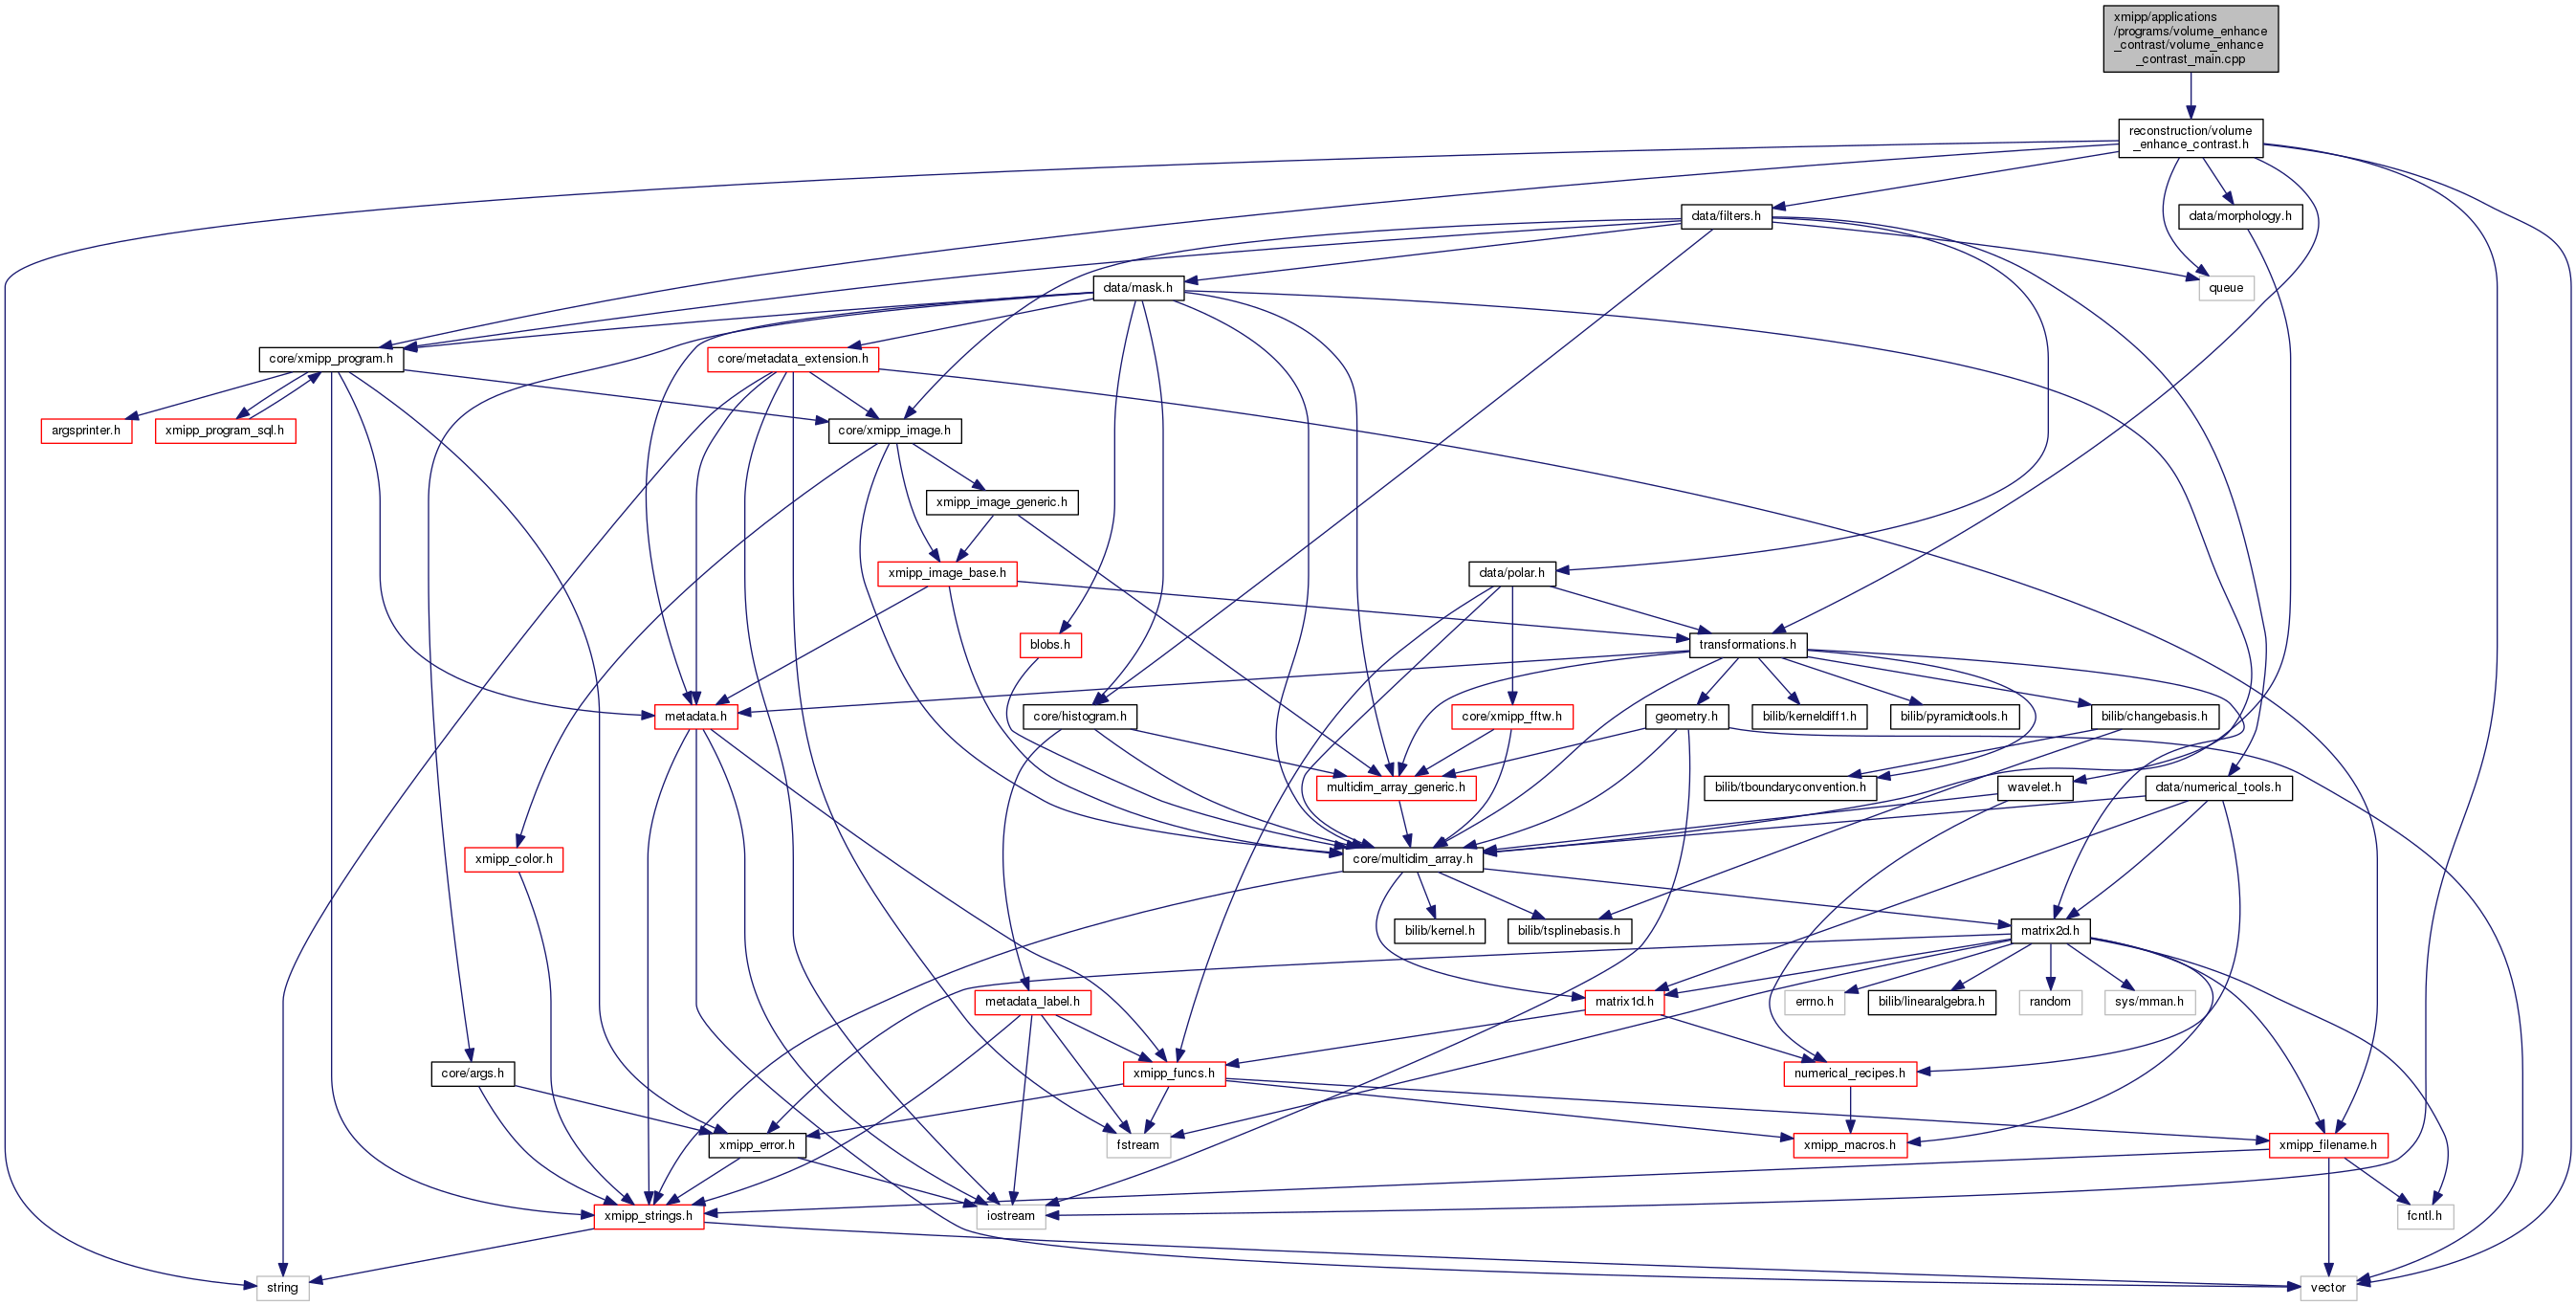 xmipp/applications
/programs/volume_enhance
_contrast/volume_enhance
_contrast_main.cpp
reconstruction/volume
_enhance_contrast.h
data/filters.h
data/morphology.h
data/mask.h
queue
core/xmipp_program.h
core/metadata_extension.h
argsprinter.h
xmipp_program_sql.h
core/xmipp_image.h
xmipp_image_generic.h
xmipp_image_base.h
data/polar.h
blobs.h
transformations.h
metadata.h
core/histogram.h
core/xmipp_fftw.h
geometry.h
bilib/kerneldiff1.h
bilib/pyramidtools.h
bilib/changebasis.h
multidim_array_generic.h
bilib/tboundaryconvention.h
wavelet.h
data/numerical_tools.h
xmipp_color.h
core/multidim_array.h
bilib/kernel.h
bilib/tsplinebasis.h
matrix2d.h
metadata_label.h
matrix1d.h
errno.h
bilib/linearalgebra.h
random
sys/mman.h
core/args.h
xmipp_funcs.h
numerical_recipes.h
xmipp_error.h
fstream
xmipp_macros.h
xmipp_filename.h
xmipp_strings.h
iostream
fcntl.h
string
vector